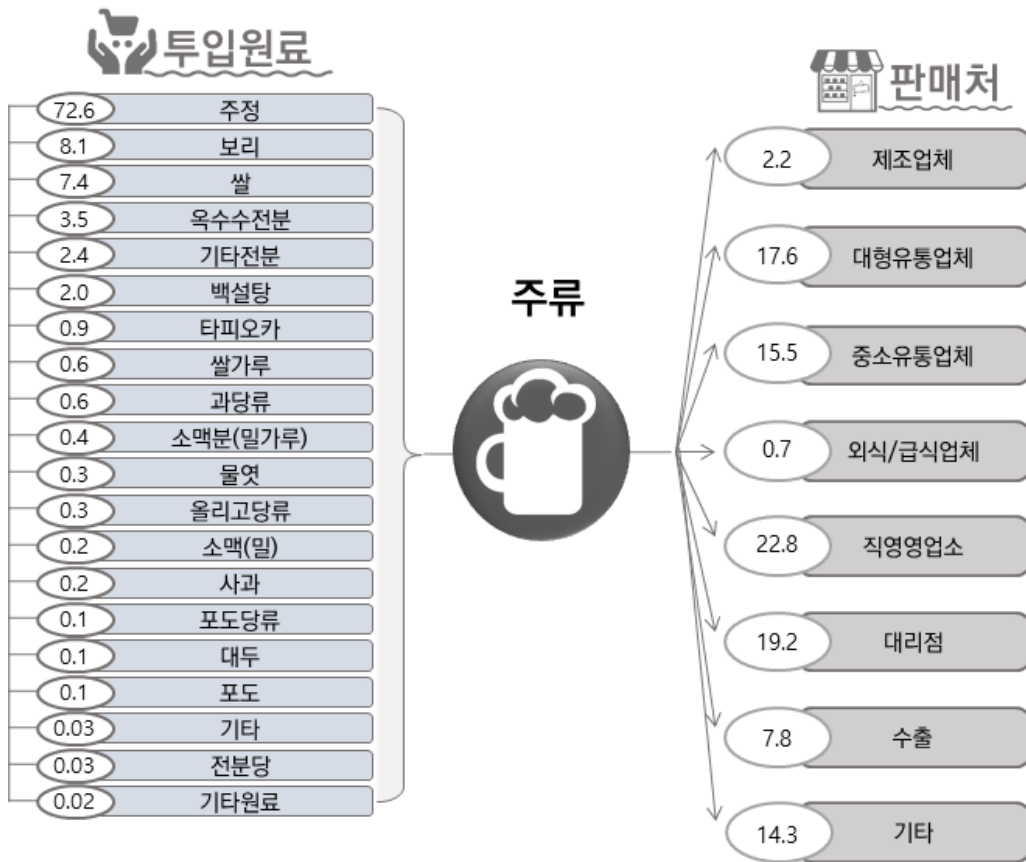 투입원료
72.6 주정
8.1 보리
7.4 쌀
3.5 옥수수전분
2.4 기타전분
2.0 백설탕
0.9 타피오카
0.6 쌀가루
0.6 과당류
0.4 소맥분(밀가루)
0.3 물엿
0.3 올리고당류
0.2 소맥(밀)
0.2 사과
0.1 포도당류
0.1 대두
0.1 포도
0.03 기타
0.03 전분당
0.02 기타원료
주류
판매처
2.2 제조업체
17.6 대형유통업체
15.5 중소유통업체
0.7 외식/급식업체
22.8 직영영업소
19.2 대리점
7.8 수출
14.3 기타